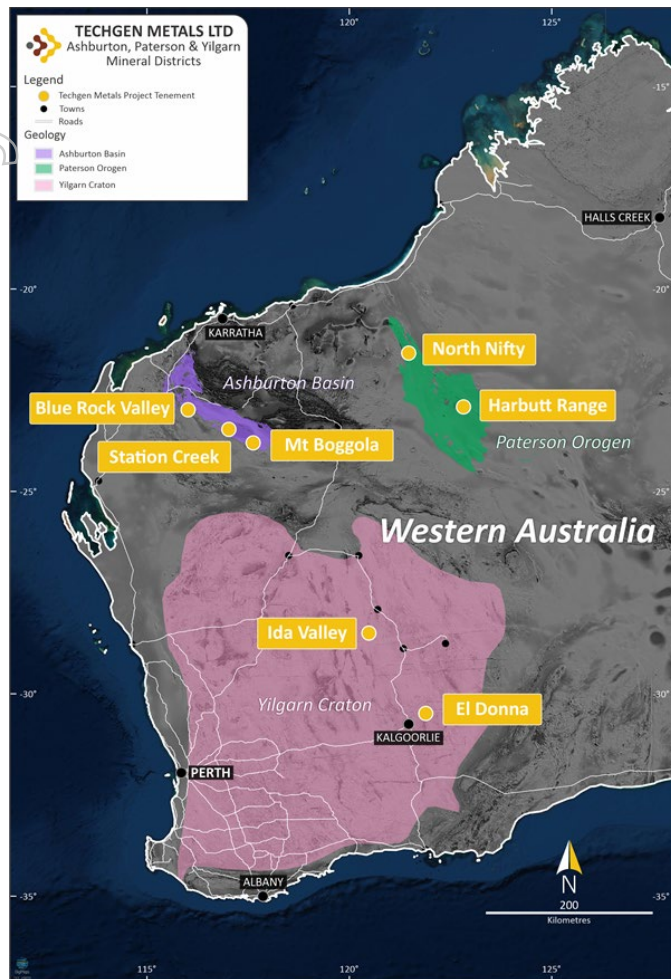 TECHGEN METALS LTD
Ashburton, Paterson & Yilgarn
Mineral Districts
Legend
Techgen Metals Project Tenement
Towns
Roads
Geology
Ashburton Basin
Paterson Orogen
Yilgarn Craton
120°
125°
-15°
-15°
HALLS CREEK
-20°
-20°
KARRATHA
North Nifty
Ashburton Basin
Blue Rock Valley
Harbutt Range
Station Creek
Mt Boggola
Paterson Orogen
-25°
-25°
Western Australia
Ida Valley
-30°
-30°
Yilgarn Craton
El Donna
KALGOORLIE
PERTH
N
ALBANY
-35°
-35°
200
Kilometres
115°
120°
125°